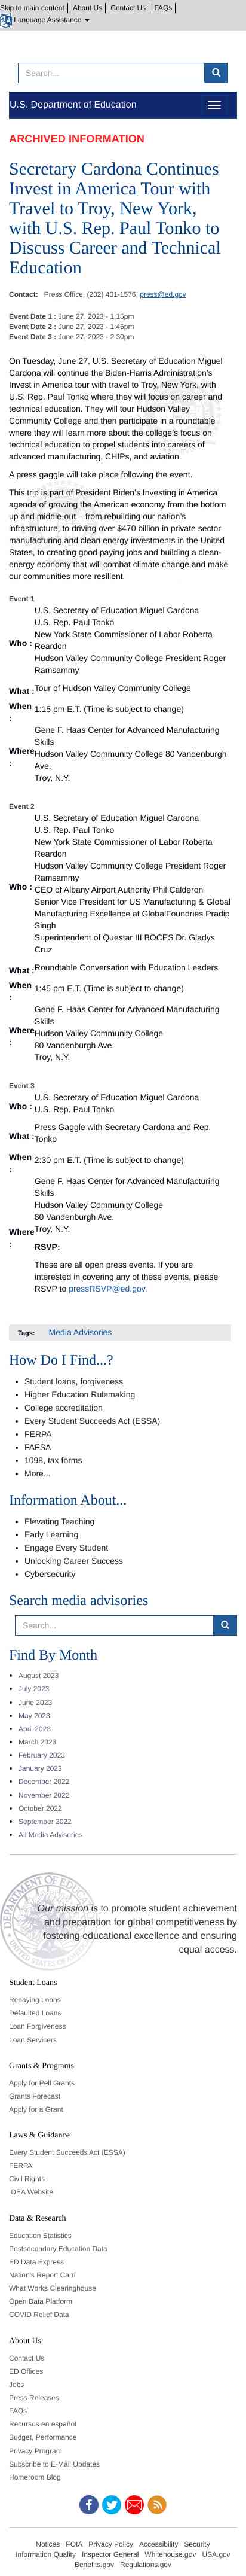 Skip to main content | About Us | Contact Us | FAQs |
Language Assistance
Search...
U.S. Department of Education
ARCHIVED INFORMATION
Secretary Cardona Continues
Invest in America Tour with
Travel to Troy, New York,
with U.S. Rep. Paul Tonko to
Discuss Career and Technical
Education
Contact: Press Office, (202) 401-1576, press@ed.gov
Event Date 1 : June 27, 2023 - 1:15pm
Event Date 2 : June 27, 2023 - 1:45pm
Event Date 3 : June 27, 2023 - 2:30pm
On Tuesday, June 27, U.S. Secretary of Education Miguel
Cardona will continue the Biden-Harris Administration's
Invest in America tour with travel to Troy, New York, with
U.S. Rep. Paul Tonko where they will focus on career and
technical education. They will tour Hudson Valley
Community College and then participate in a roundtable
where they will learn more about the college's focus on
technical education to propel students into careers of
advanced manufacturing, CHIPs, and aviation.
A press gaggle will take place following the event.
This trip is part of President Biden's Investing in America
agenda of growing the American economy from the bottom
up and middle-out – from rebuilding our nation's
infrastructure, to driving over $470 billion in private sector
manufacturing and clean energy investments in the United
States, to creating good paying jobs and building a clean-
energy economy that will combat climate change and make
our communities more resilient.
Event 1
Who :
U.S. Secretary of Education Miguel Cardona
U.S. Rep. Paul Tonko
New York State Commissioner of Labor Roberta
Reardon
Hudson Valley Community College President Roger
Ramsammy
What : Tour of Hudson Valley Community College
When : 1:15 pm E.T. (Time is subject to change)
Where :
Gene F. Haas Center for Advanced Manufacturing
Skills
Hudson Valley Community College 80 Vandenburgh
Ave.
Troy, N.Y.
Event 2
Who :
U.S. Secretary of Education Miguel Cardona
U.S. Rep. Paul Tonko
New York State Commissioner of Labor Roberta
Reardon
Hudson Valley Community College President Roger
Ramsammy
CEO of Albany Airport Authority Phil Calderon
Senior Vice President for US Manufacturing & Global
Manufacturing Excellence at GlobalFoundries Pradip
Singh
Superintendent of Questar III BOCES Dr. Gladys
Cruz
What : Roundtable Conversation with Education Leaders
When : 1:45 pm E.T. (Time is subject to change)
Where :
Gene F. Haas Center for Advanced Manufacturing
Skills
Hudson Valley Community College
80 Vandenburgh Ave.
Troy, N.Y.
Event 3
Who :
U.S. Secretary of Education Miguel Cardona
U.S. Rep. Paul Tonko
What :
Press Gaggle with Secretary Cardona and Rep.
Tonko
When : 2:30 pm E.T. (Time is subject to change)
Where :
Gene F. Haas Center for Advanced Manufacturing
Skills
Hudson Valley Community College
80 Vandenburgh Ave.
Troy, N.Y.
RSVP:
These are all open press events. If you are
interested in covering any of these events, please
RSVP to pressRSVP@ed.gov.
Tags: Media Advisories
How Do I Find...?
Student loans, forgiveness
Higher Education Rulemaking
College accreditation
Every Student Succeeds Act (ESSA)
FERPA
FAFSA
1098, tax forms
More...
Information About...
Elevating Teaching
Early Learning
Engage Every Student
Unlocking Career Success
Cybersecurity
Search media advisories
Search...
Find By Month
August 2023
July 2023
June 2023
May 2023
April 2023
March 2023
February 2023
January 2023
December 2022
November 2022
October 2022
September 2022
All Media Advisories
Our mission is to promote student achievement
and preparation for global competitiveness by
fostering educational excellence and ensuring
equal access.
Student Loans
Repaying Loans
Defaulted Loans
Loan Forgiveness
Loan Servicers
Grants & Programs
Apply for Pell Grants
Grants Forecast
Apply for a Grant
Laws & Guidance
Every Student Succeeds Act (ESSA)
FERPA
Civil Rights
IDEA Website
Data & Research
Education Statistics
Postsecondary Education Data
ED Data Express
Nation's Report Card
What Works Clearinghouse
Open Data Platform
COVID Relief Data
About Us
Contact Us
ED Offices
Jobs
Press Releases
FAQs
Recursos en español
Budget, Performance
Privacy Program
Subscribe to E-Mail Updates
Homeroom Blog
Notices FOIA Privacy Policy Accessibility Security
Information Quality Inspector General Whitehouse.gov USA.gov
Benefits.gov Regulations.gov